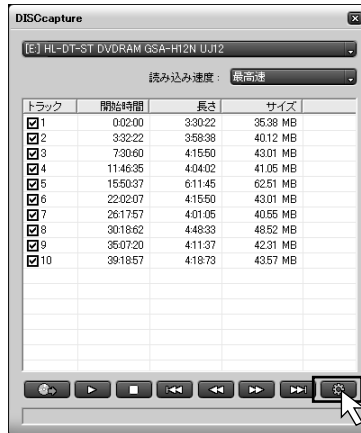 DISCcapture
[E:] HL-DT-ST DVDRAM GSA-H12N UJ12
読み込み速度： 最高速
トラック 開始時間 長さ サイズ
1 0:02:00 3:30:22 35.38 MB
2 3:32:22 3:58:38 40.12 MB
3 7:30:60 4:15:50 43.01 MB
4 11:46:35 4:04:02 41.05 MB
5 15:50:37 6:11:45 62.51 MB
6 22:02:07 4:15:50 43.01 MB
7 26:17:57 4:01:05 40.55 MB
8 30:18:62 4:48:33 48.52 MB
9 35:07:20 4:11:37 42.31 MB
10 39:18:57 4:18:73 43.57 MB